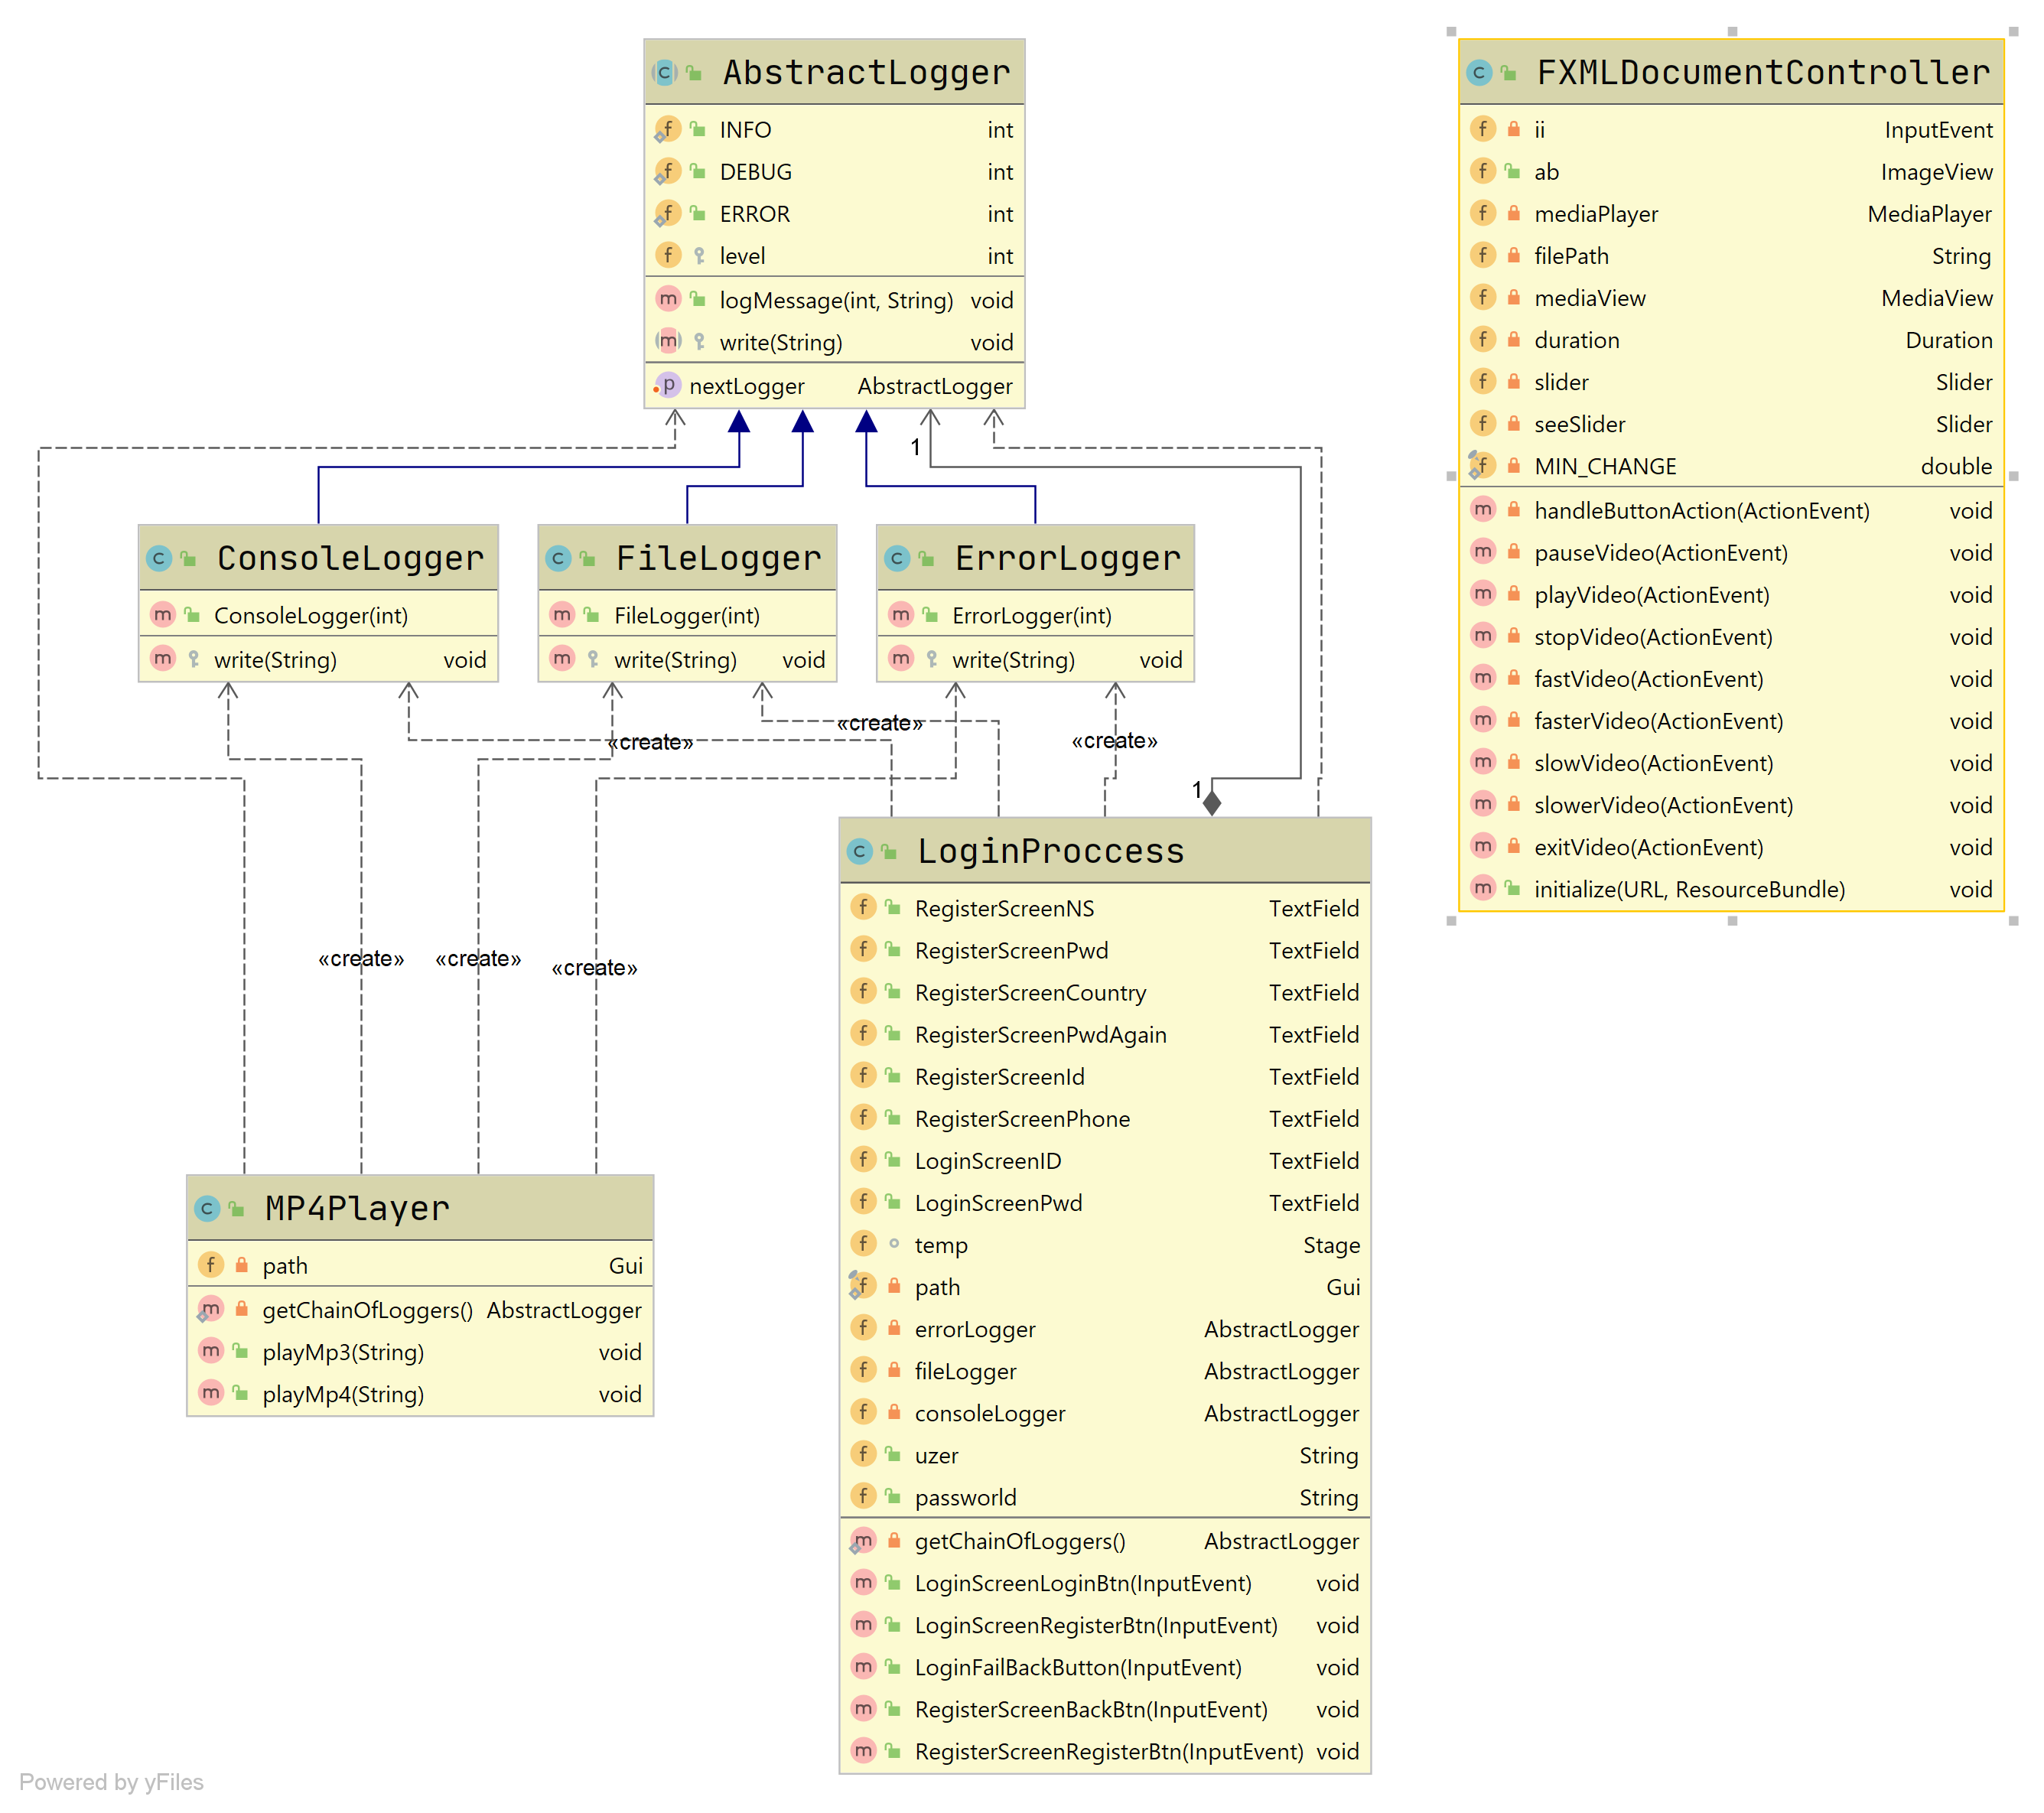 AbstractLogger
INFO int
DEBUG int
ERROR int
level int
logMessage(int, String) void
write(String) void
nextLogger AbstractLogger
FXMLDocumentController
ii InputEvent
ab ImageView
mediaPlayer MediaPlayer
filePath String
mediaView MediaView
duration Duration
slider Slider
seeSlider Slider
MIN_CHANGE double
handleButtonAction(ActionEvent) void
pauseVideo(ActionEvent) void
playVideo(ActionEvent) void
stopVideo(ActionEvent) void
fastVideo(ActionEvent) void
fasterVideo(ActionEvent) void
slowVideo(ActionEvent) void
slowerVideo(ActionEvent) void
exitVideo(ActionEvent) void
initialize(URL, ResourceBundle) void
1
ConsoleLogger
ConsoleLogger(int)
write(String) void
FileLogger
FileLogger(int)
write(String) void
ErrorLogger
ErrorLogger(int)
write(String) void
«create»
«create»
«create»
1
LoginProccess
RegisterScreenNS TextField
RegisterScreenPwd TextField
RegisterScreenCountry TextField
RegisterScreenPwdAgain TextField
RegisterScreenId TextField
RegisterScreenPhone TextField
LoginScreenID TextField
LoginScreenPwd TextField
temp Stage
path Gui
errorLogger AbstractLogger
fileLogger AbstractLogger
consoleLogger AbstractLogger
uzer String
passworld String
getChainOfLoggers() AbstractLogger
LoginScreenLoginBtn(InputEvent) void
LoginScreenRegisterBtn(InputEvent) void
LoginFailBackButton(InputEvent) void
RegisterScreenBackBtn(InputEvent) void
RegisterScreenRegisterBtn(InputEvent) void
«create»
«create»
«create»
MP4Player
path Gui
getChainOfLoggers() AbstractLogger
playMp3(String) void
playMp4(String) void
Powered by yFiles